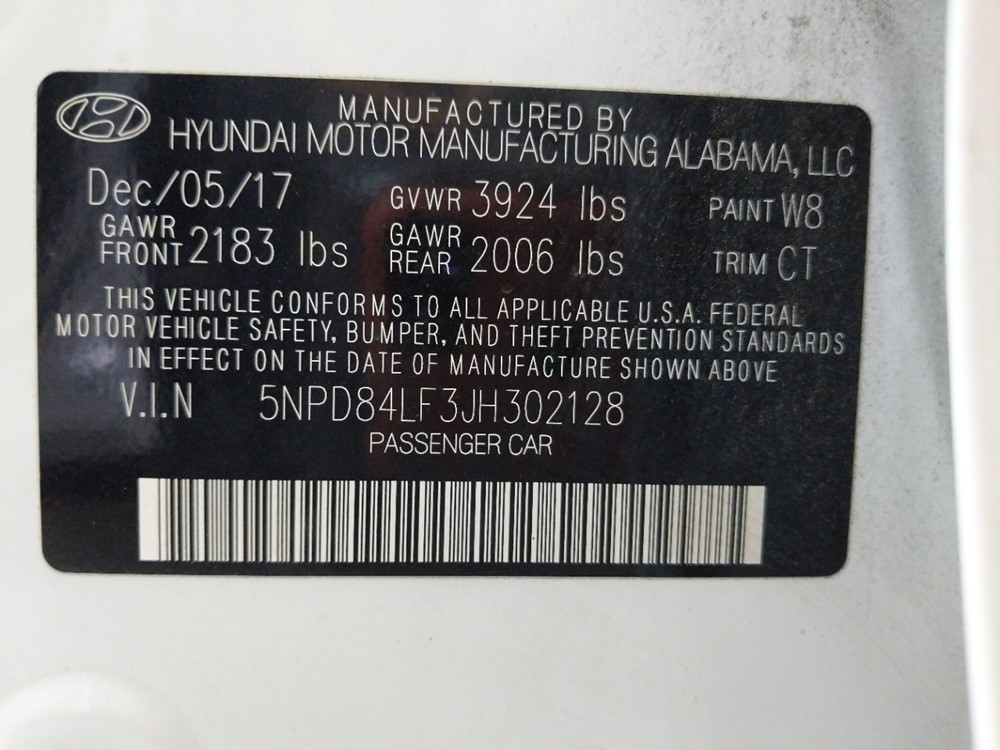 MANUFACTURED BY
HYUNDAI MOTOR MANUFACTURING ALABAMA, LLC
Dec/05/17 GVWR 3924 lbs PAINT W8
GAWR FRONT 2183 lbs GAWR REAR 2006 lbs TRIM CT
THIS VEHICLE CONFORMS TO ALL APPLICABLE U.S.A. FEDERAL
MOTOR VEHICLE SAFETY, BUMPER, AND THEFT PREVENTION STANDARDS
IN EFFECT ON THE DATE OF MANUFACTURE SHOWN ABOVE
V.I.N 5NPD84LF3JH302128
PASSENGER CAR